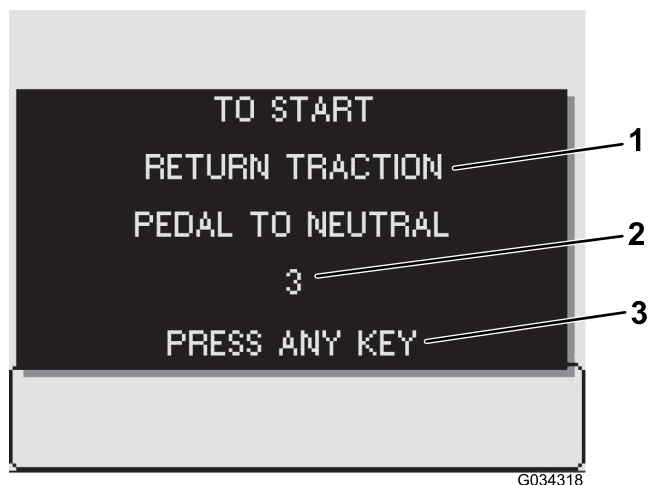 TO START
RETURN TRACTION
1
PEDAL TO NEUTRAL
2
3
PRESS ANY KEY
3
G034318